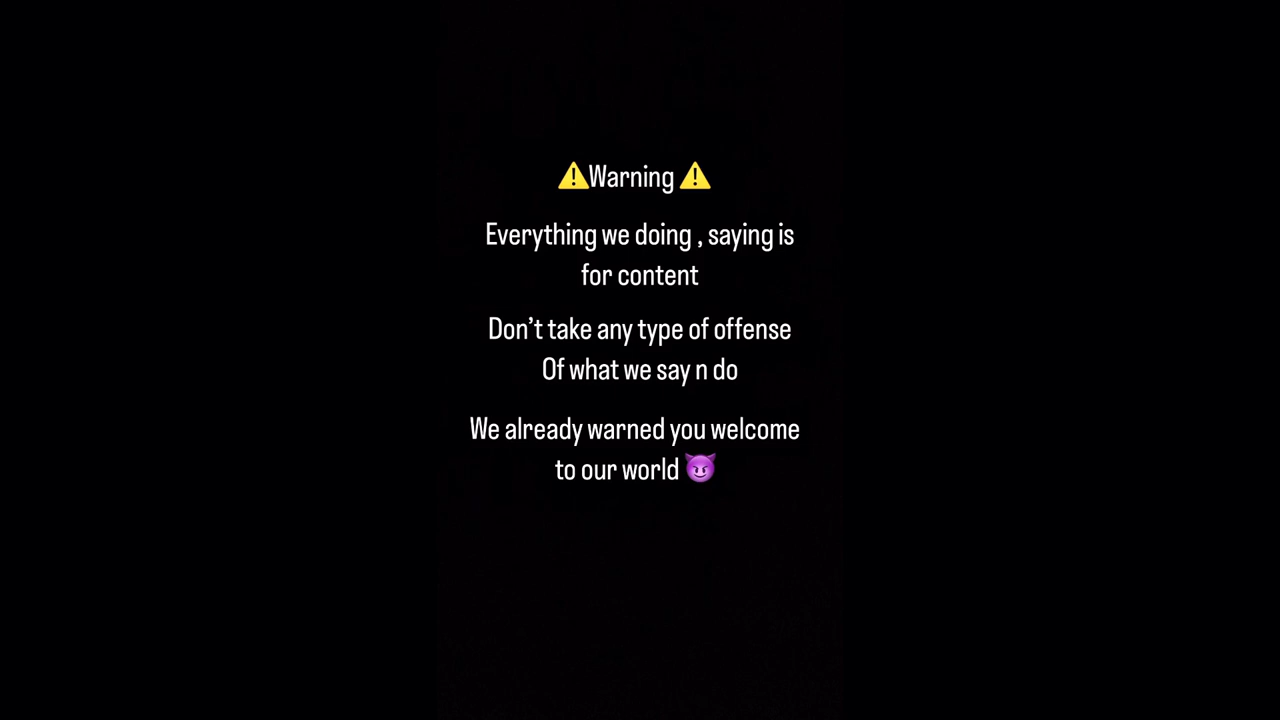 ⚠️Warning ⚠️
Everything we doing , saying is
for content
Don't take any type of offense
Of what we say n do
We already warned you welcome
to our world 😈